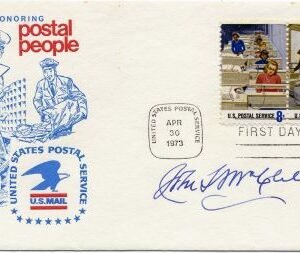 HONORING
postal
people
UNITED STATES POSTAL SERVICE
U.S.MAIL
UNITED STATES POSTAL SERVICE
APR
30
1973
U.S. POSTAL SERVICE 8¢
FIRST DAY